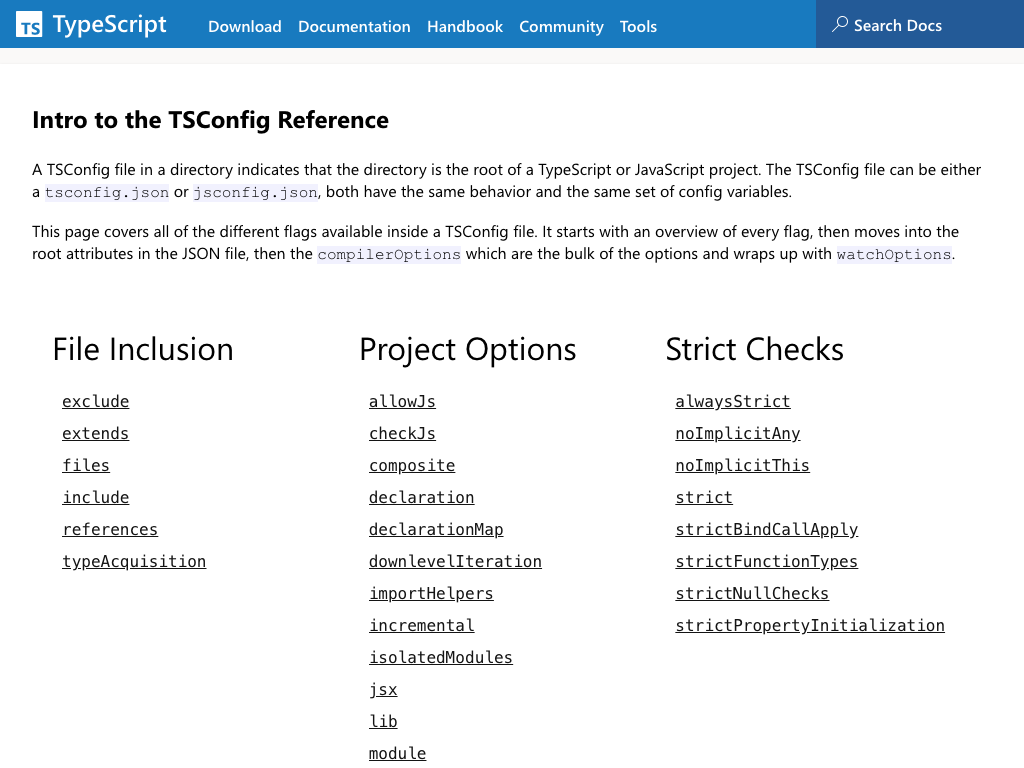 TS TypeScript Download Documentation Handbook Community Tools Search Docs
Intro to the TSConfig Reference
A TSConfig file in a directory indicates that the directory is the root of a TypeScript or JavaScript project. The TSConfig file can be either
a tsconfig.json or jsconfig.json, both have the same behavior and the same set of config variables.
This page covers all of the different flags available inside a TSConfig file. It starts with an overview of every flag, then moves into the
root attributes in the JSON file, then the compilerOptions which are the bulk of the options and wraps up with watchOptions.
File Inclusion
exclude
extends
files
include
references
typeAcquisition
Project Options
allowJs
checkJs
composite
declaration
declarationMap
downlevelIteration
importHelpers
incremental
isolatedModules
jsx
lib
module
Strict Checks
alwaysStrict
noImplicitAny
noImplicitThis
strict
strictBindCallApply
strictFunctionTypes
strictNullChecks
strictPropertyInitialization